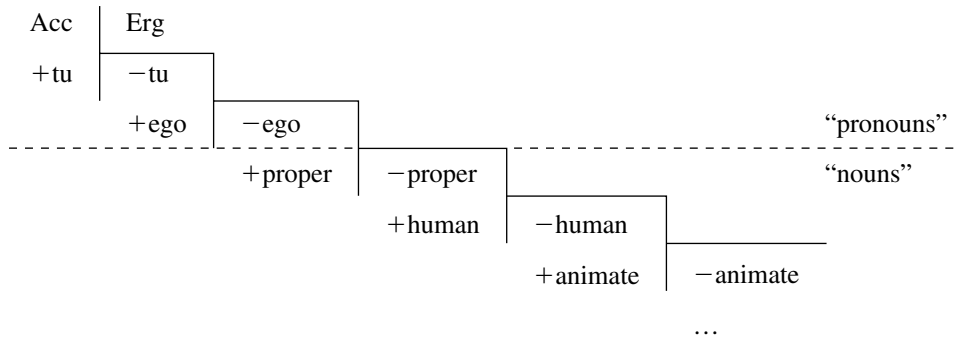 Acc Erg
+tu −tu
+ego −ego “pronouns”
+proper −proper “nouns”
+human −human
+animate −animate
…